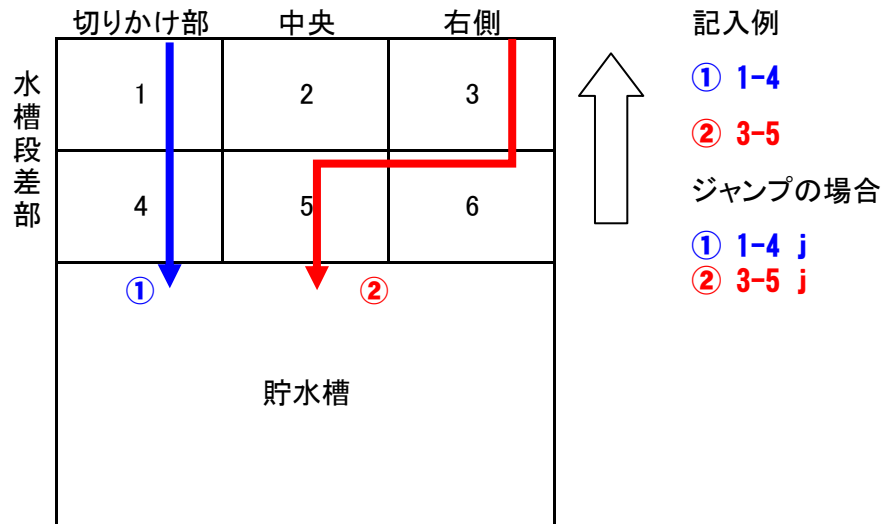 切りかけ部 中央 右側
水槽段差部
1 2 3
4 5 6
① ②
貯水槽
記入例
① 1-4
② 3-5
ジャンプの場合
① 1-4 j
② 3-5 j